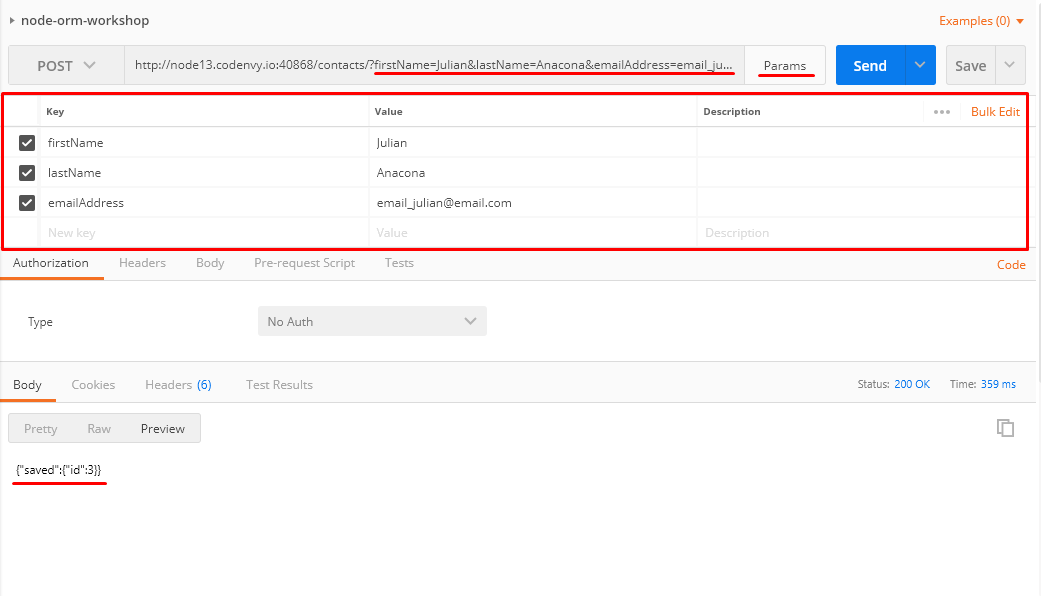 node-orm-workshop Examples (0)
POST http://node13.codenvy.io:40868/contacts/?firstName=Julian&lastName=Anacona&emailAddress=email_ju... Params Send Save
Key Value Description ••• Bulk Edit
firstName Julian
lastName Anacona
emailAddress email_julian@email.com
New key Value Description
Authorization Headers Body Pre-request Script Tests Code
Type No Auth
Body Cookies Headers (6) Test Results Status: 200 OK Time: 359 ms
Pretty Raw Preview
{"saved":{"id":3}}